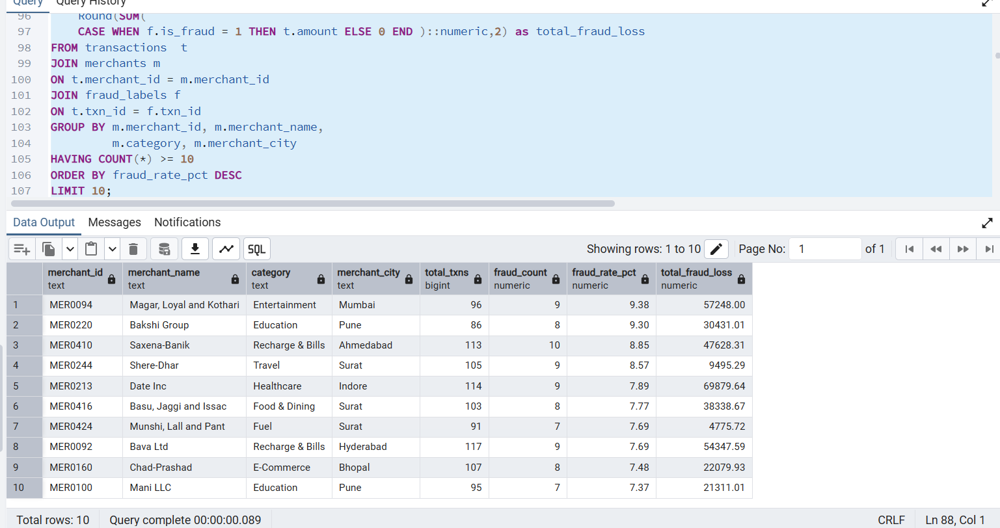 Query Query History
96 Round(SUM(
97 CASE WHEN f.is_fraud = 1 THEN t.amount ELSE 0 END )::numeric,2) as total_fraud_loss
98 FROM transactions t
99 JOIN merchants m
100 ON t.merchant_id = m.merchant_id
101 JOIN fraud_labels f
102 ON t.txn_id = f.txn_id
103 GROUP BY m.merchant_id, m.merchant_name,
104 m.category, m.merchant_city
105 HAVING COUNT(*) >= 10
106 ORDER BY fraud_rate_pct DESC
107 LIMIT 10;
Data Output Messages Notifications
SQL Showing rows: 1 to 10 Page No: 1 of 1
merchant_id merchant_name category merchant_city total_txns fraud_count fraud_rate_pct total_fraud_loss
text text text text bigint numeric numeric numeric
1 MER0094 Magar, Loyal and Kothari Entertainment Mumbai 96 9 9.38 57248.00
2 MER0220 Bakshi Group Education Pune 86 8 9.30 30431.01
3 MER0410 Saxena-Banik Recharge & Bills Ahmedabad 113 10 8.85 47628.31
4 MER0244 Shere-Dhar Travel Surat 105 9 8.57 9495.29
5 MER0213 Date Inc Healthcare Indore 114 9 7.89 69879.64
6 MER0416 Basu, Jaggi and Issac Food & Dining Surat 103 8 7.77 38338.67
7 MER0424 Munshi, Lall and Pant Fuel Surat 91 7 7.69 4775.72
8 MER0092 Bava Ltd Recharge & Bills Hyderabad 117 9 7.69 54347.59
9 MER0160 Chad-Prashad E-Commerce Bhopal 107 8 7.48 22079.93
10 MER0100 Mani LLC Education Pune 95 7 7.37 21311.01
Total rows: 10 Query complete 00:00:00.089 CRLF Ln 88, Col 1